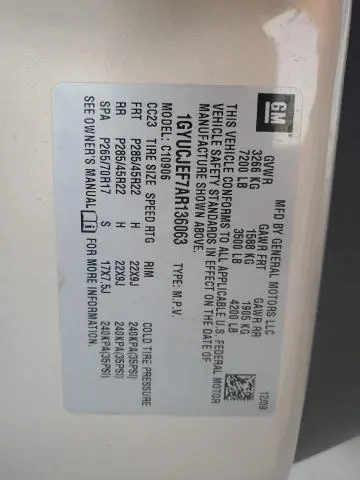 GM
MFD BY GENERAL MOTORS LLC 12/09
GVWR GAWR FRT GAWR RR
3266 KG 1588 KG 1905 KG
7200 LB 3500 LB 4200 LB
THIS VEHICLE CONFORMS TO ALL APPLICABLE U.S. FEDERAL MOTOR
VEHICLE SAFETY STANDARDS IN EFFECT ON THE DATE OF
MANUFACTURE SHOWN ABOVE.
1GYUCJEF7AR136063 TYPE: M.P.V.
MODEL: C10906
CC23 TIRE SIZE SPEED RTG RIM COLD TIRE PRESSURE
FRT P285/45R22 H 22X9J 240KPA(35PSI)
RR P285/45R22 H 22X9J 240KPA(35PSI)
SPA P265/70R17 S 17X7.5J 240KPA(35PSI)
SEE OWNER'S MANUAL FOR MORE INFORMATION.